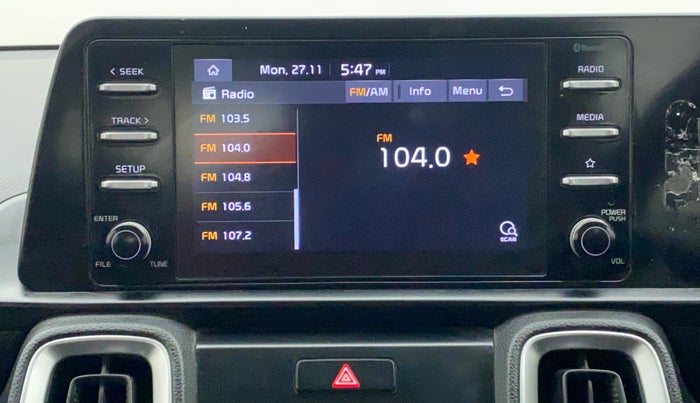 Bluetooth
< SEEK
TRACK >
SETUP
ENTER
FILE
TUNE
Mon, 27.11 5:47 PM
Radio
FM/AM
Info
Menu
FM 103.5
FM 104.0
FM 104.8
FM 105.6
FM 107.2
FM
104.0
SCAN
RADIO
MEDIA
POWER
PUSH
VOL